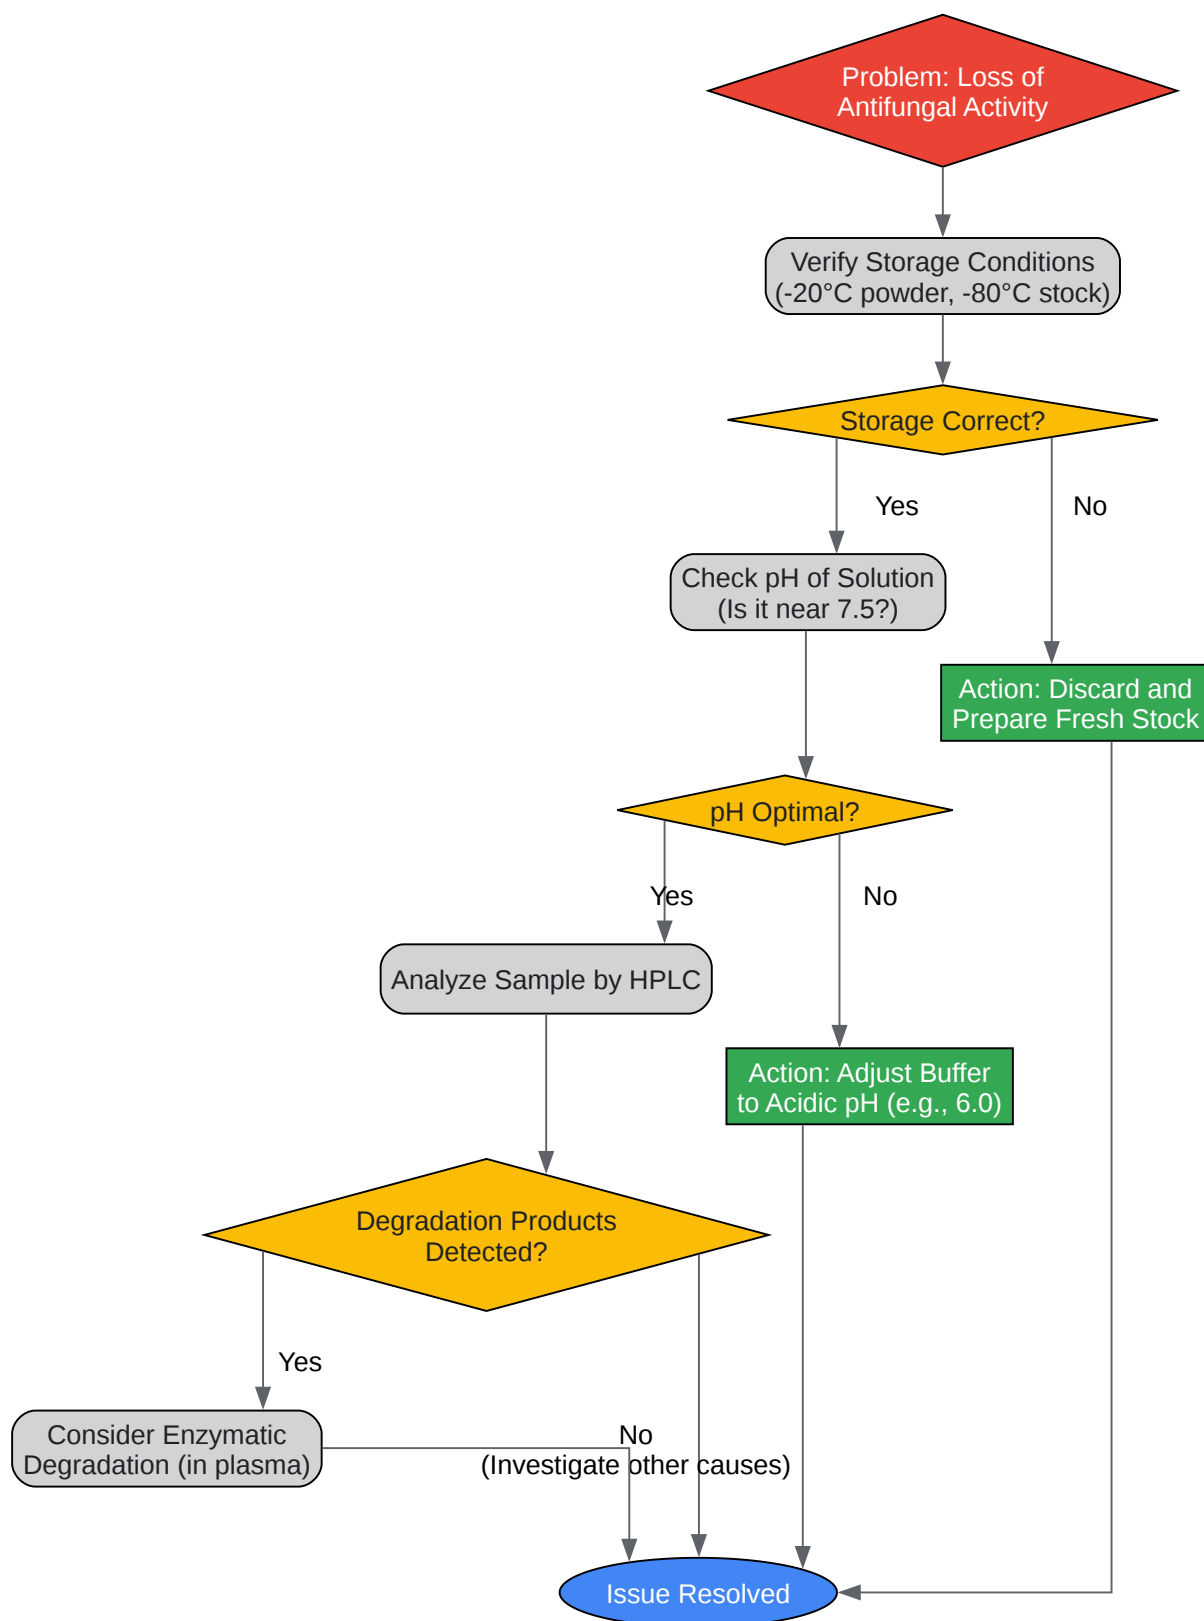 Problem: Loss of
Antifungal Activity
Verify Storage Conditions
(-20°C powder, -80°C stock)
Storage Correct?
Yes
No
Check pH of Solution
(Is it near 7.5?)
Action: Discard and
Prepare Fresh Stock
pH Optimal?
Yes
No
Analyze Sample by HPLC
Action: Adjust Buffer
to Acidic pH (e.g., 6.0)
Degradation Products
Detected?
Yes
Consider Enzymatic
Degradation (in plasma)
No
(Investigate other causes)
Issue Resolved